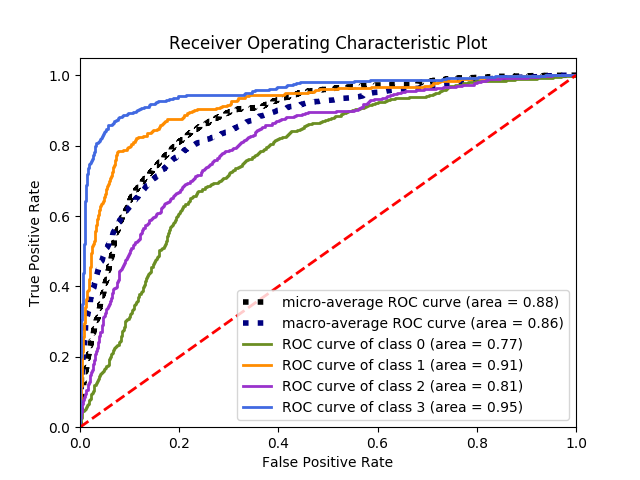 Receiver Operating Characteristic Plot
1.0
0.8
0.6
0.4
0.2
0.0
True Positive Rate
micro-average ROC curve (area = 0.88)
macro-average ROC curve (area = 0.86)
ROC curve of class 0 (area = 0.77)
ROC curve of class 1 (area = 0.91)
ROC curve of class 2 (area = 0.81)
ROC curve of class 3 (area = 0.95)
0.0 0.2 0.4 0.6 0.8 1.0
False Positive Rate